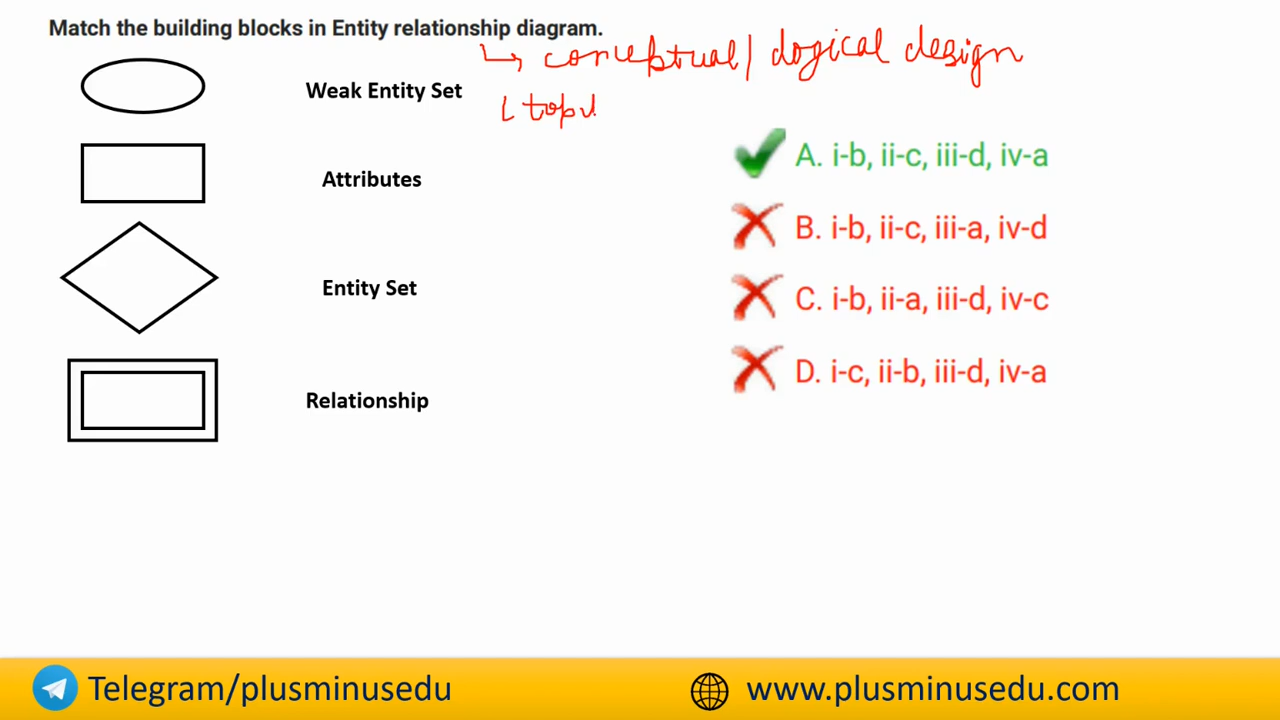 Match the building blocks in Entity relationship diagram.
conceptual/logical design
Weak Entity Set
Attributes
Entity Set
Relationship
A. i-b, ii-c, iii-d, iv-a
B. i-b, ii-c, iii-a, iv-d
C. i-b, ii-a, iii-d, iv-c
D. i-c, ii-b, iii-d, iv-a
Telegram/plusminusedu
www.plusminusedu.com